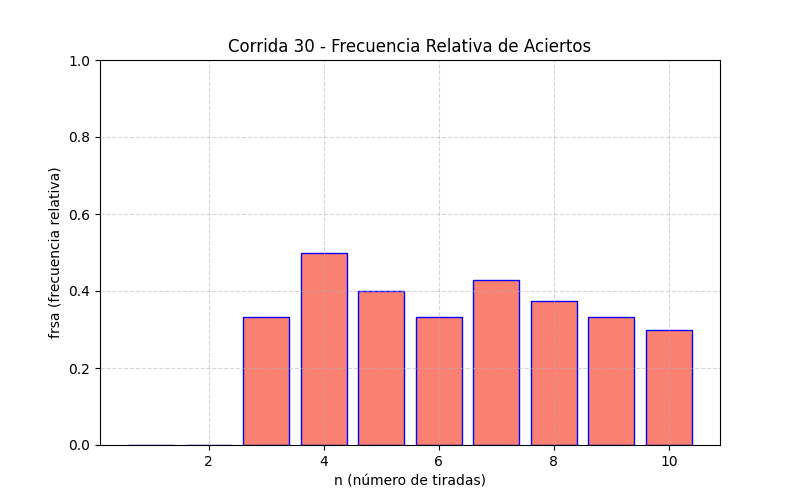 Corrida 30 - Frecuencia Relativa de Aciertos
1.0
0.8
0.6
0.4
0.2
0.0
frsa (frecuencia relativa)
2 4 6 8 10
n (número de tiradas)